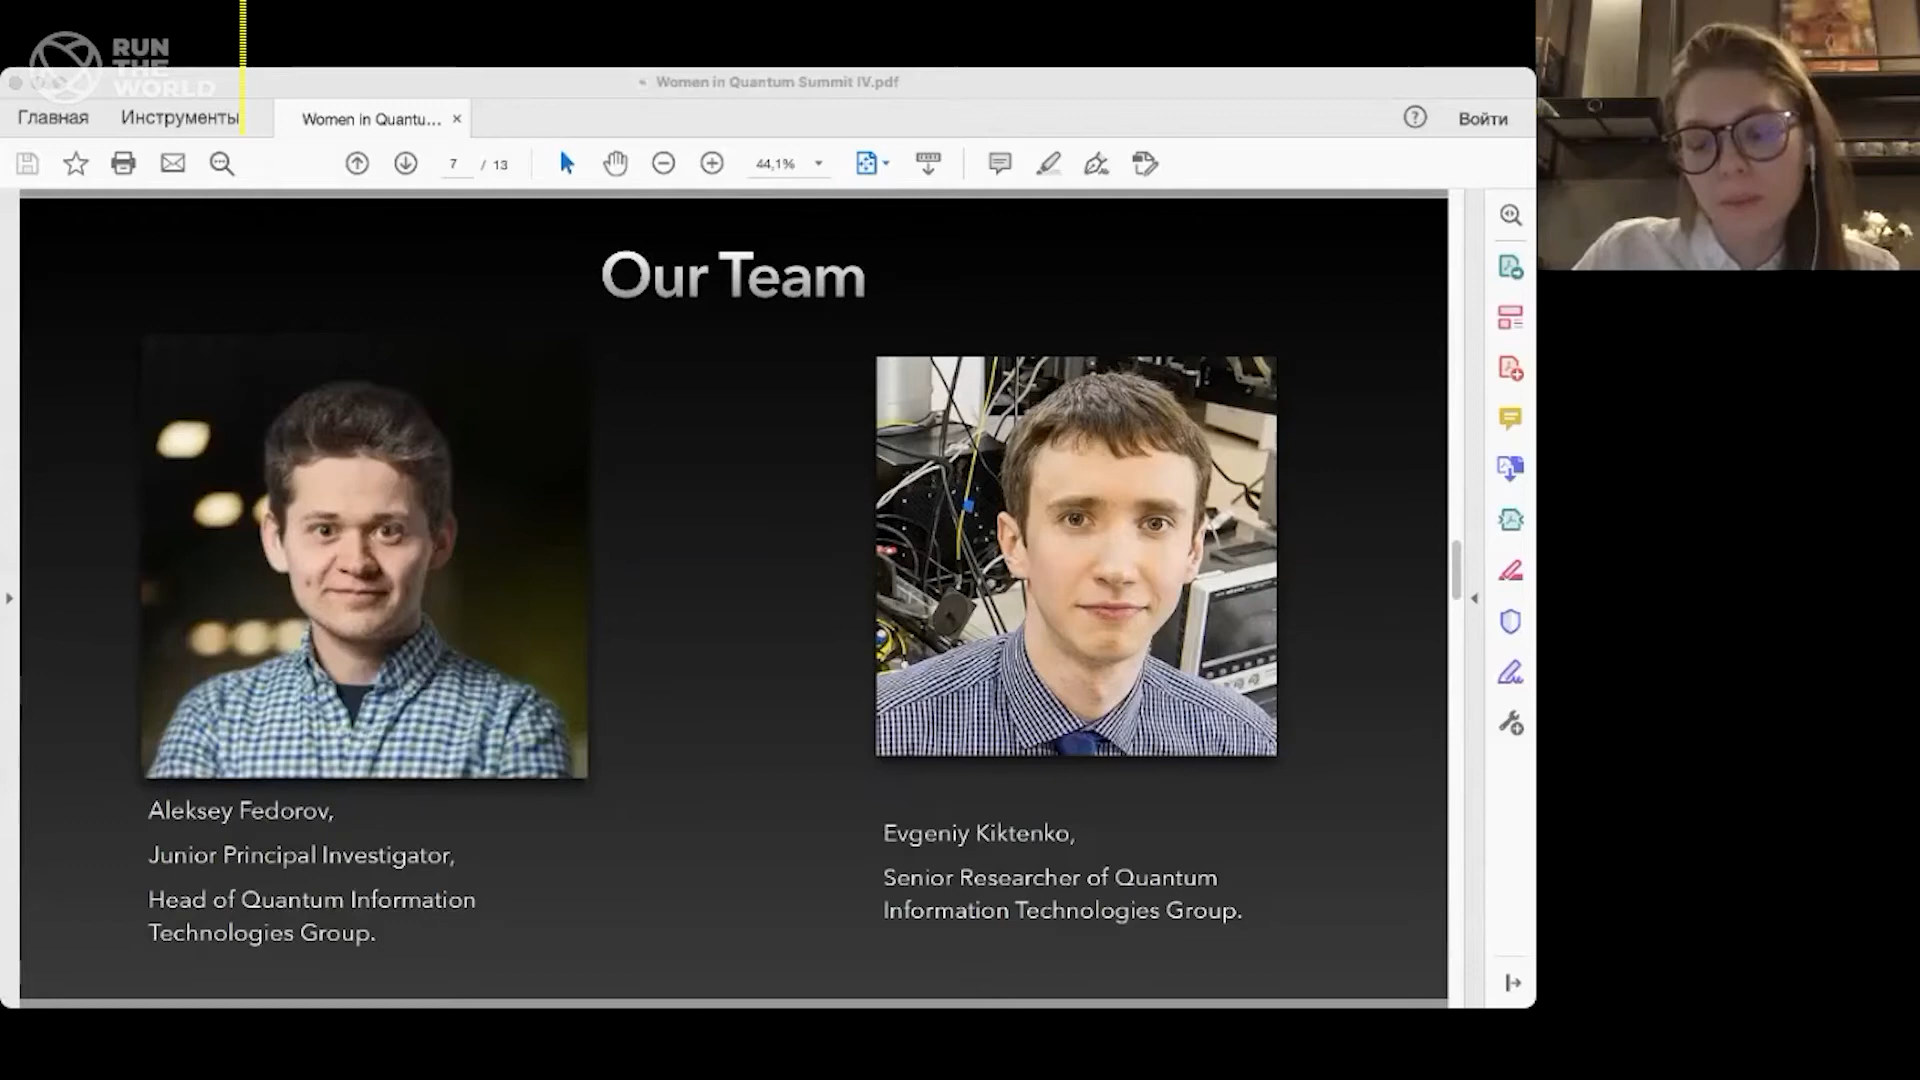 RUN
THE
WORLD
Women in Quantum Summit IV.pdf
Главная
Инструменты
Women in Quantu...
Войти
7 / 13
44,1%
Our Team
Aleksey Fedorov,
Junior Principal Investigator,
Head of Quantum Information
Technologies Group.
Evgeniy Kiktenko,
Senior Researcher of Quantum
Information Technologies Group.